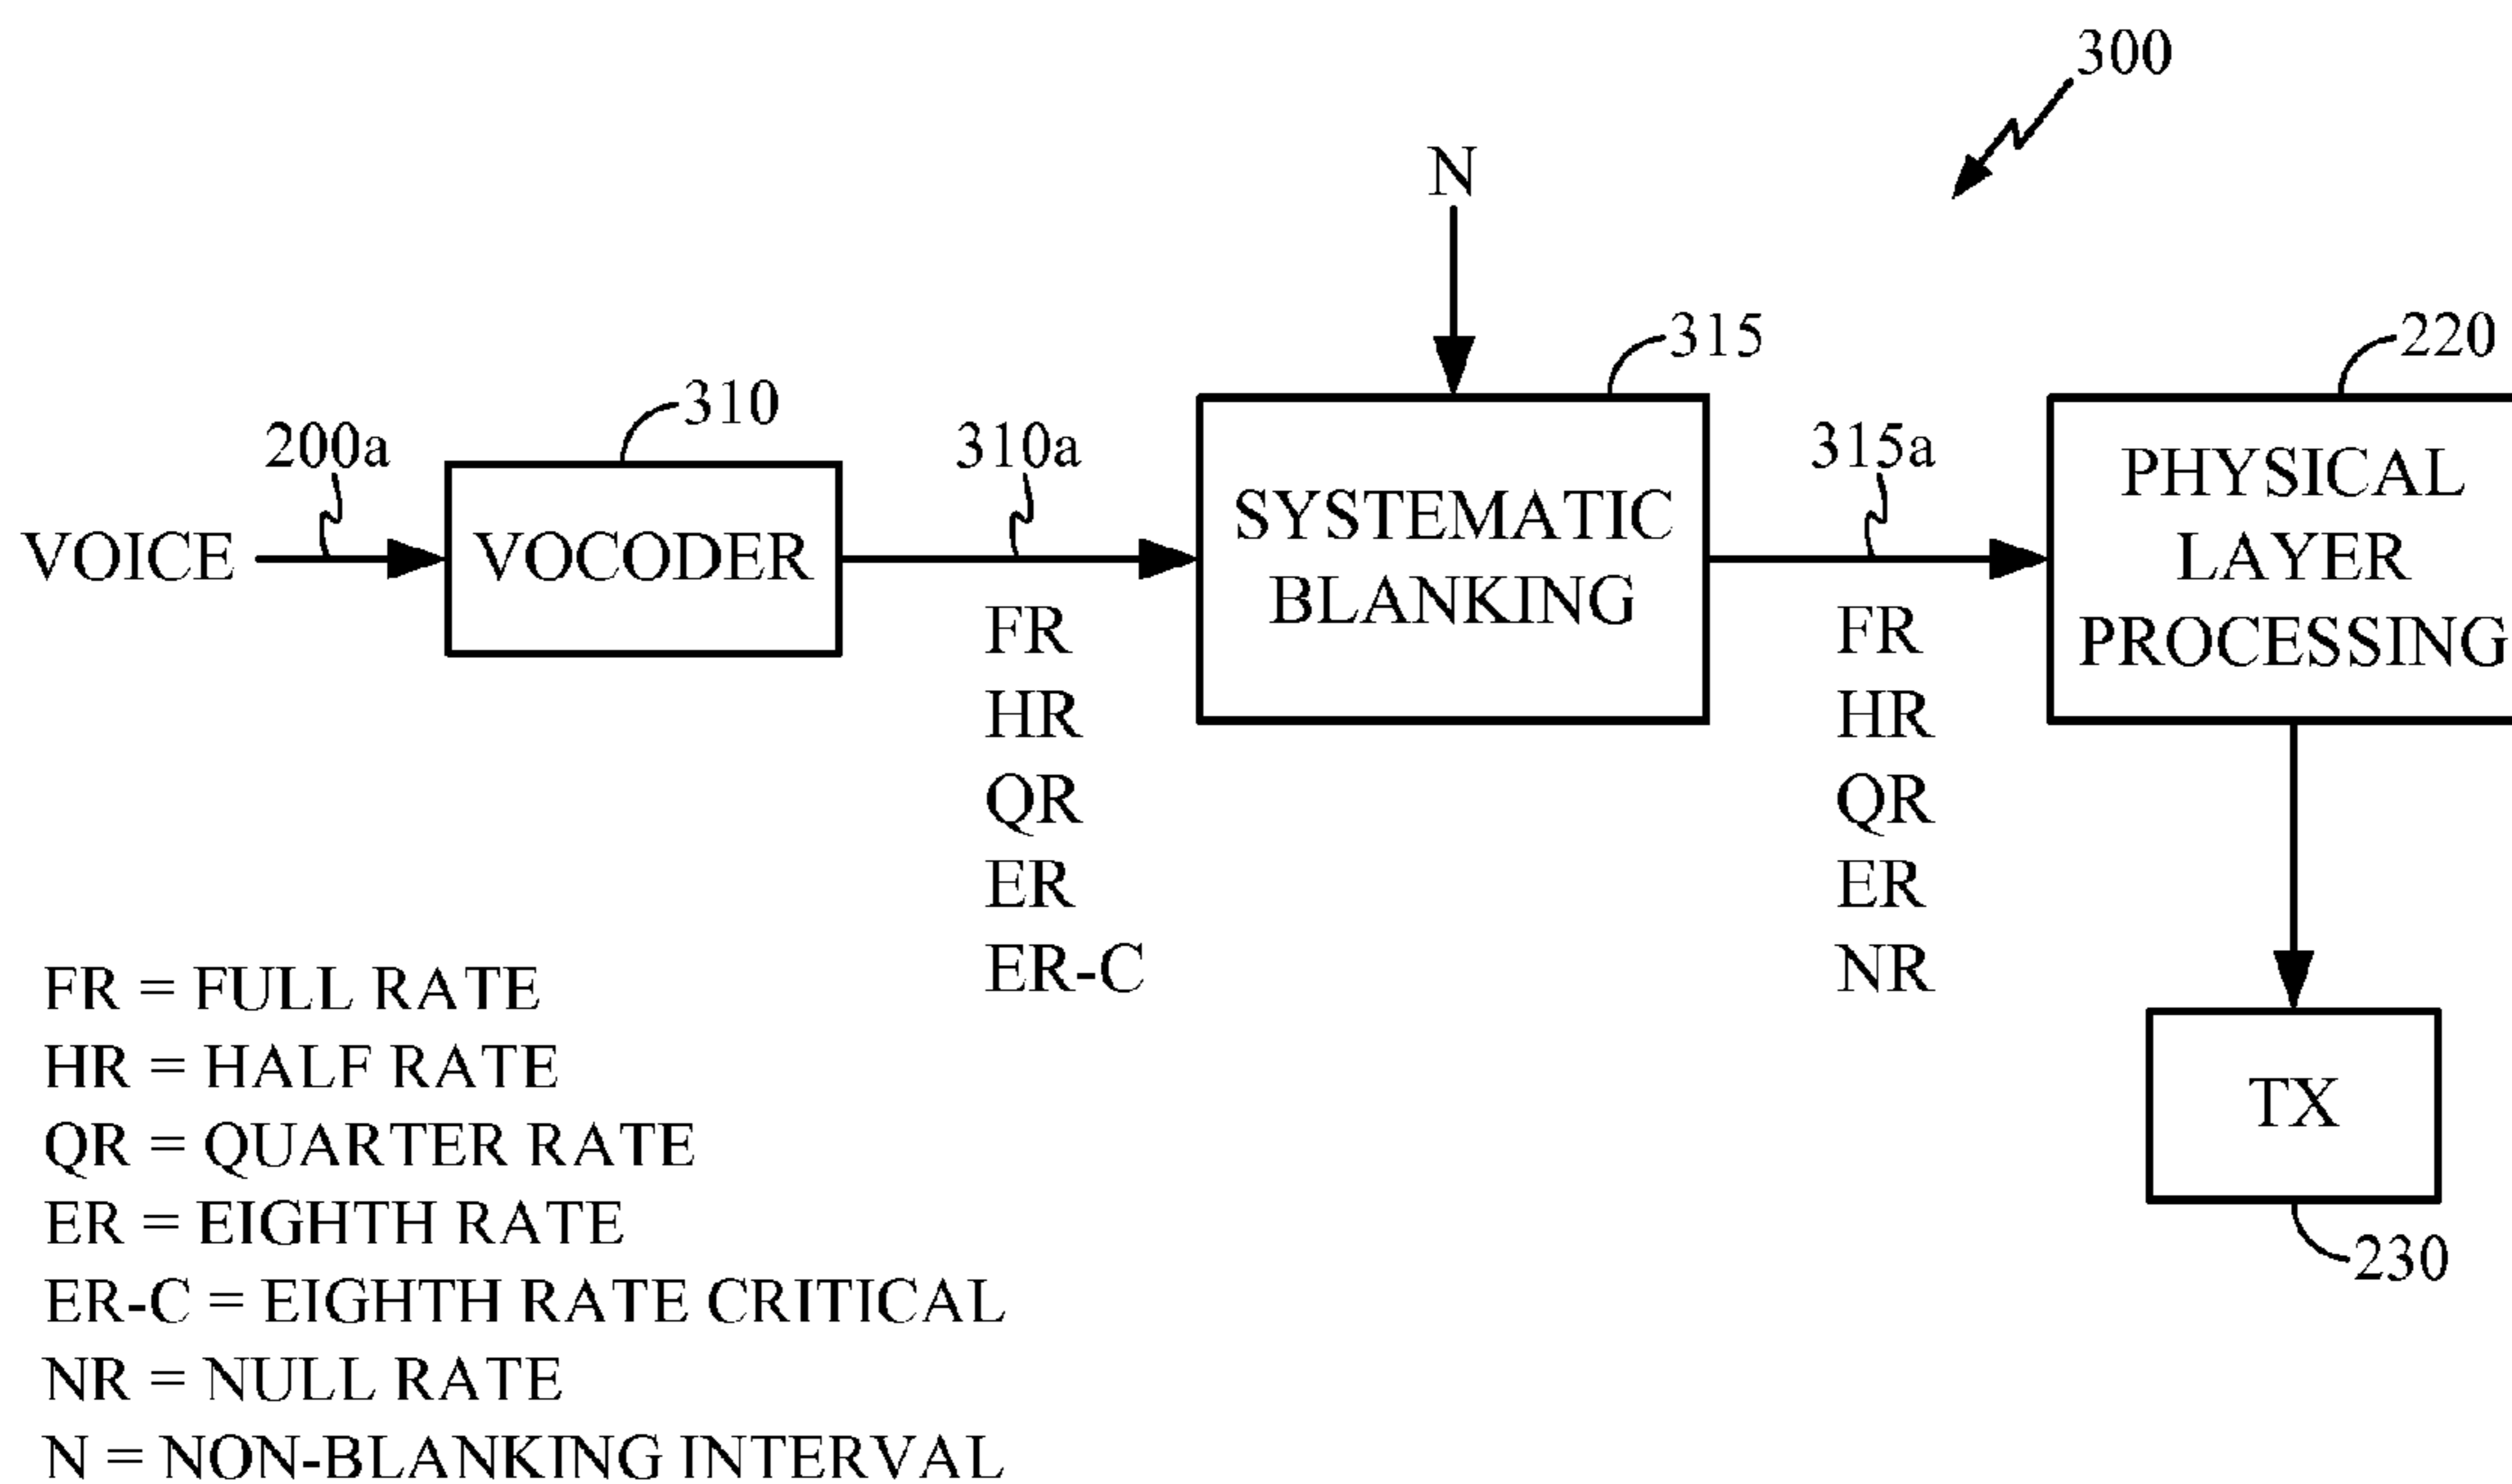 300
N
315
220
310
200a
310a
315a
VOICE
VOCODER
SYSTEMATIC
BLANKING
PHYSICAL
LAYER
PROCESSING
FR
HR
QR
ER
ER-C
FR
HR
QR
ER
NR
TX
230
FR = FULL RATE
HR = HALF RATE
QR = QUARTER RATE
ER = EIGHTH RATE
ER-C = EIGHTH RATE CRITICAL
NR = NULL RATE
N = NON-BLANKING INTERVAL